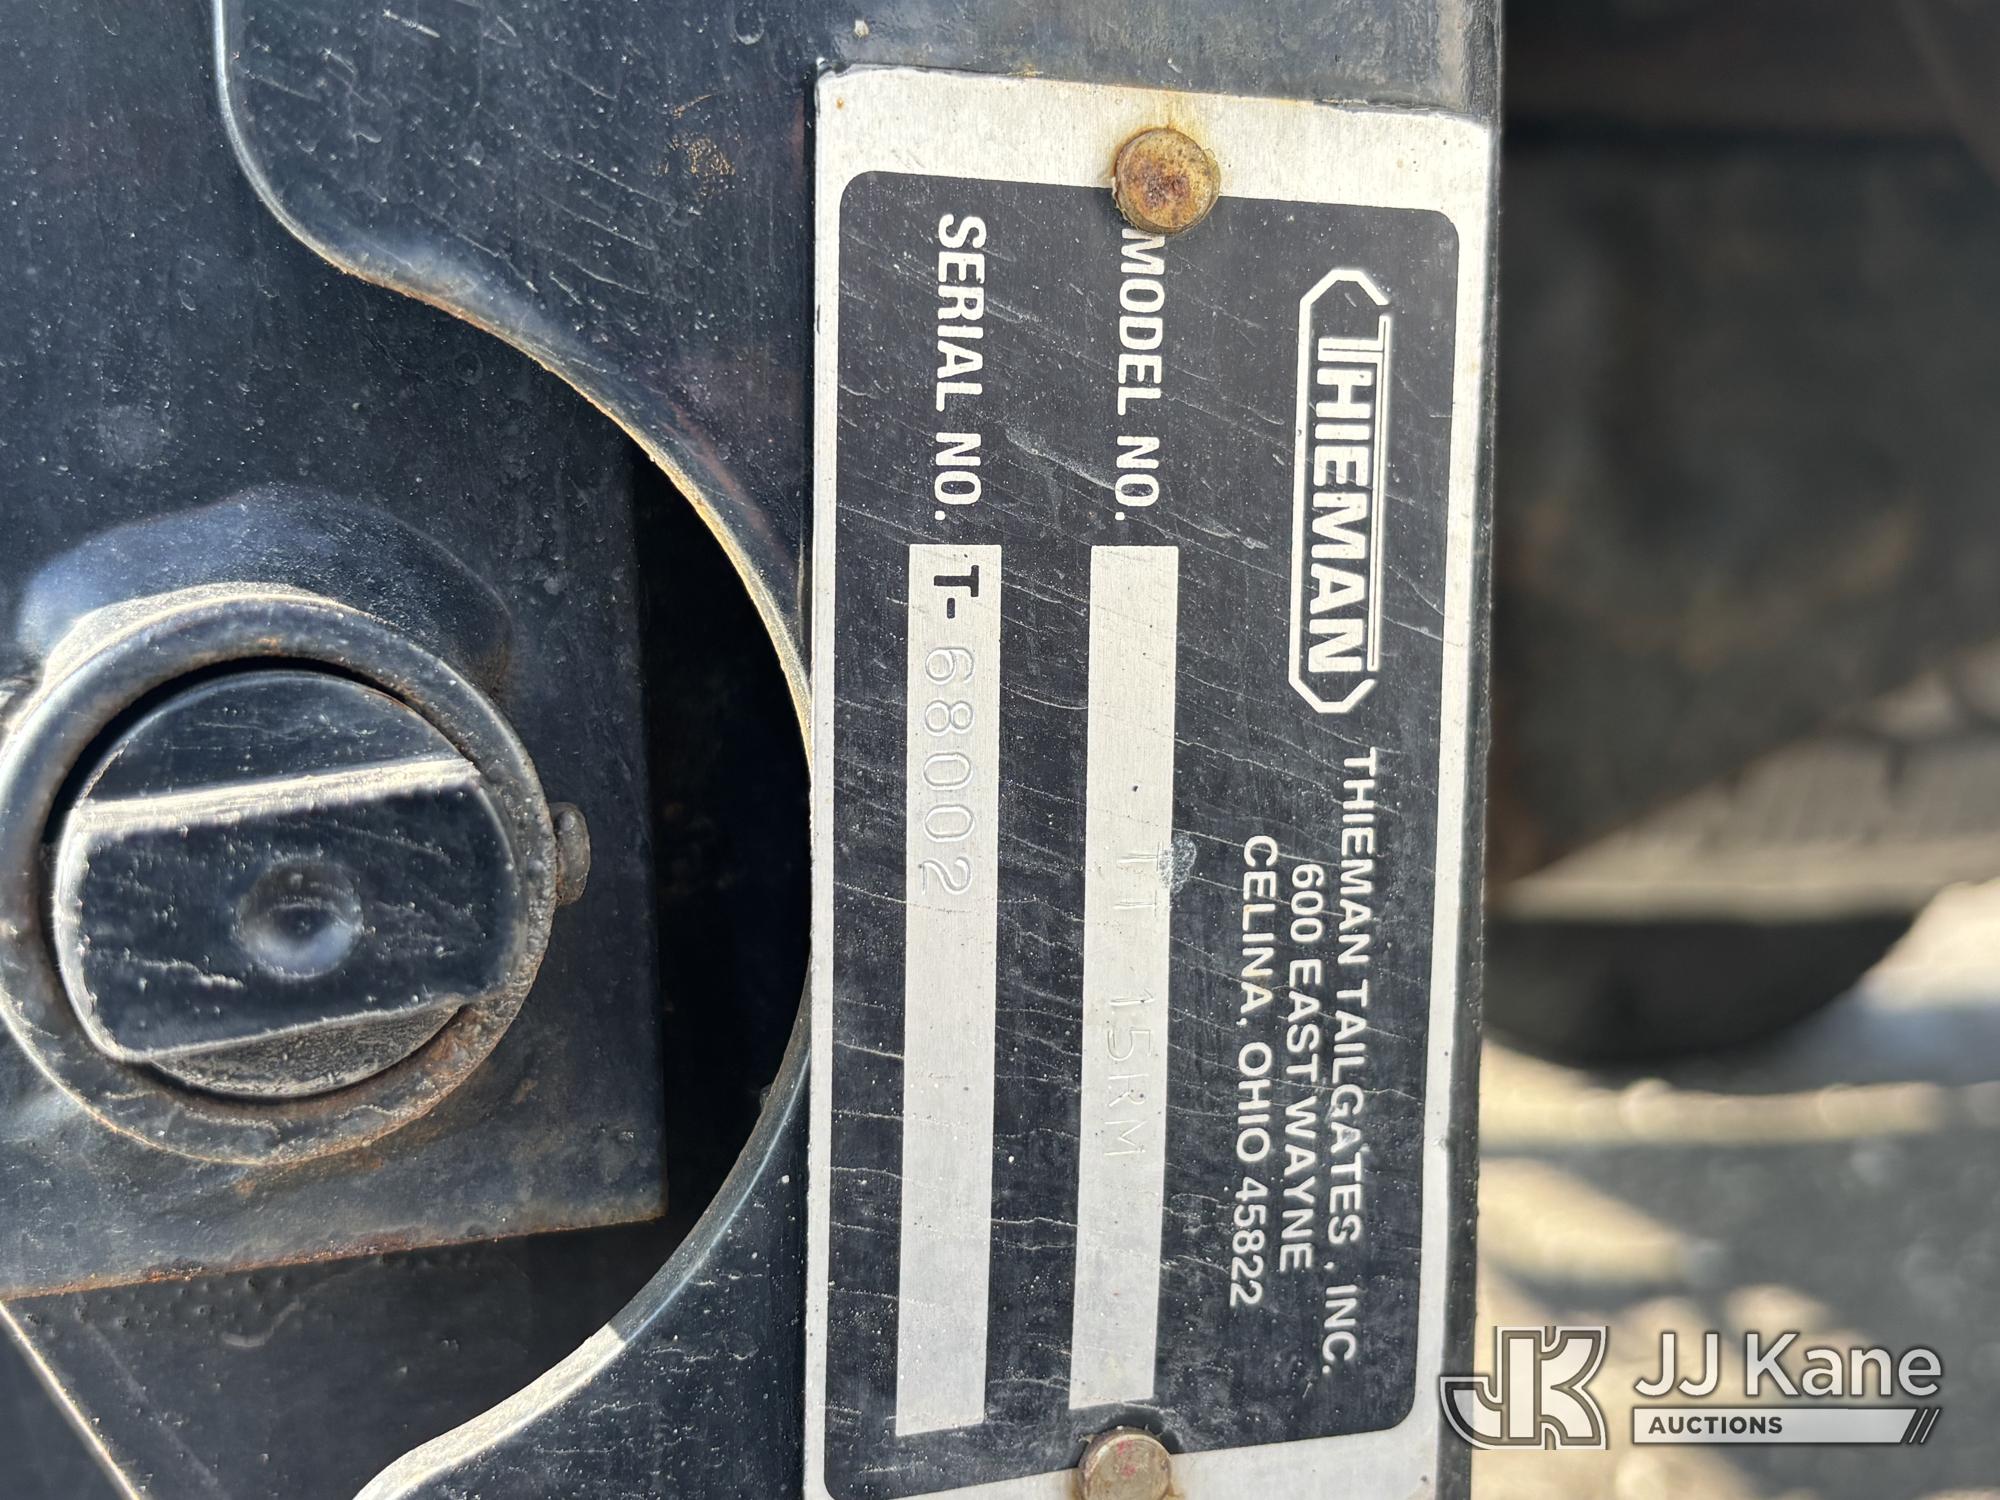 THIEMAN
THIEMAN TAILGATES, INC.
600 EAST WAYNE
CELINA, OHIO 45822
MODEL NO. TT 15RM
SERIAL NO. T-68002
JK JJ Kane
AUCTIONS